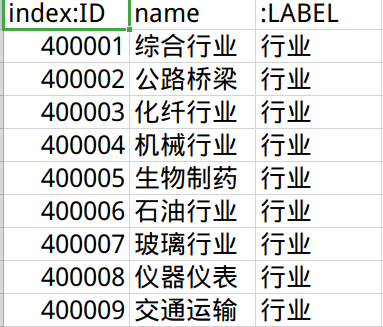 index:ID name :LABEL
400001 综合行业 行业
400002 公路桥梁 行业
400003 化纤行业 行业
400004 机械行业 行业
400005 生物制药 行业
400006 石油行业 行业
400007 玻璃行业 行业
400008 仪器仪表 行业
400009 交通运输 行业